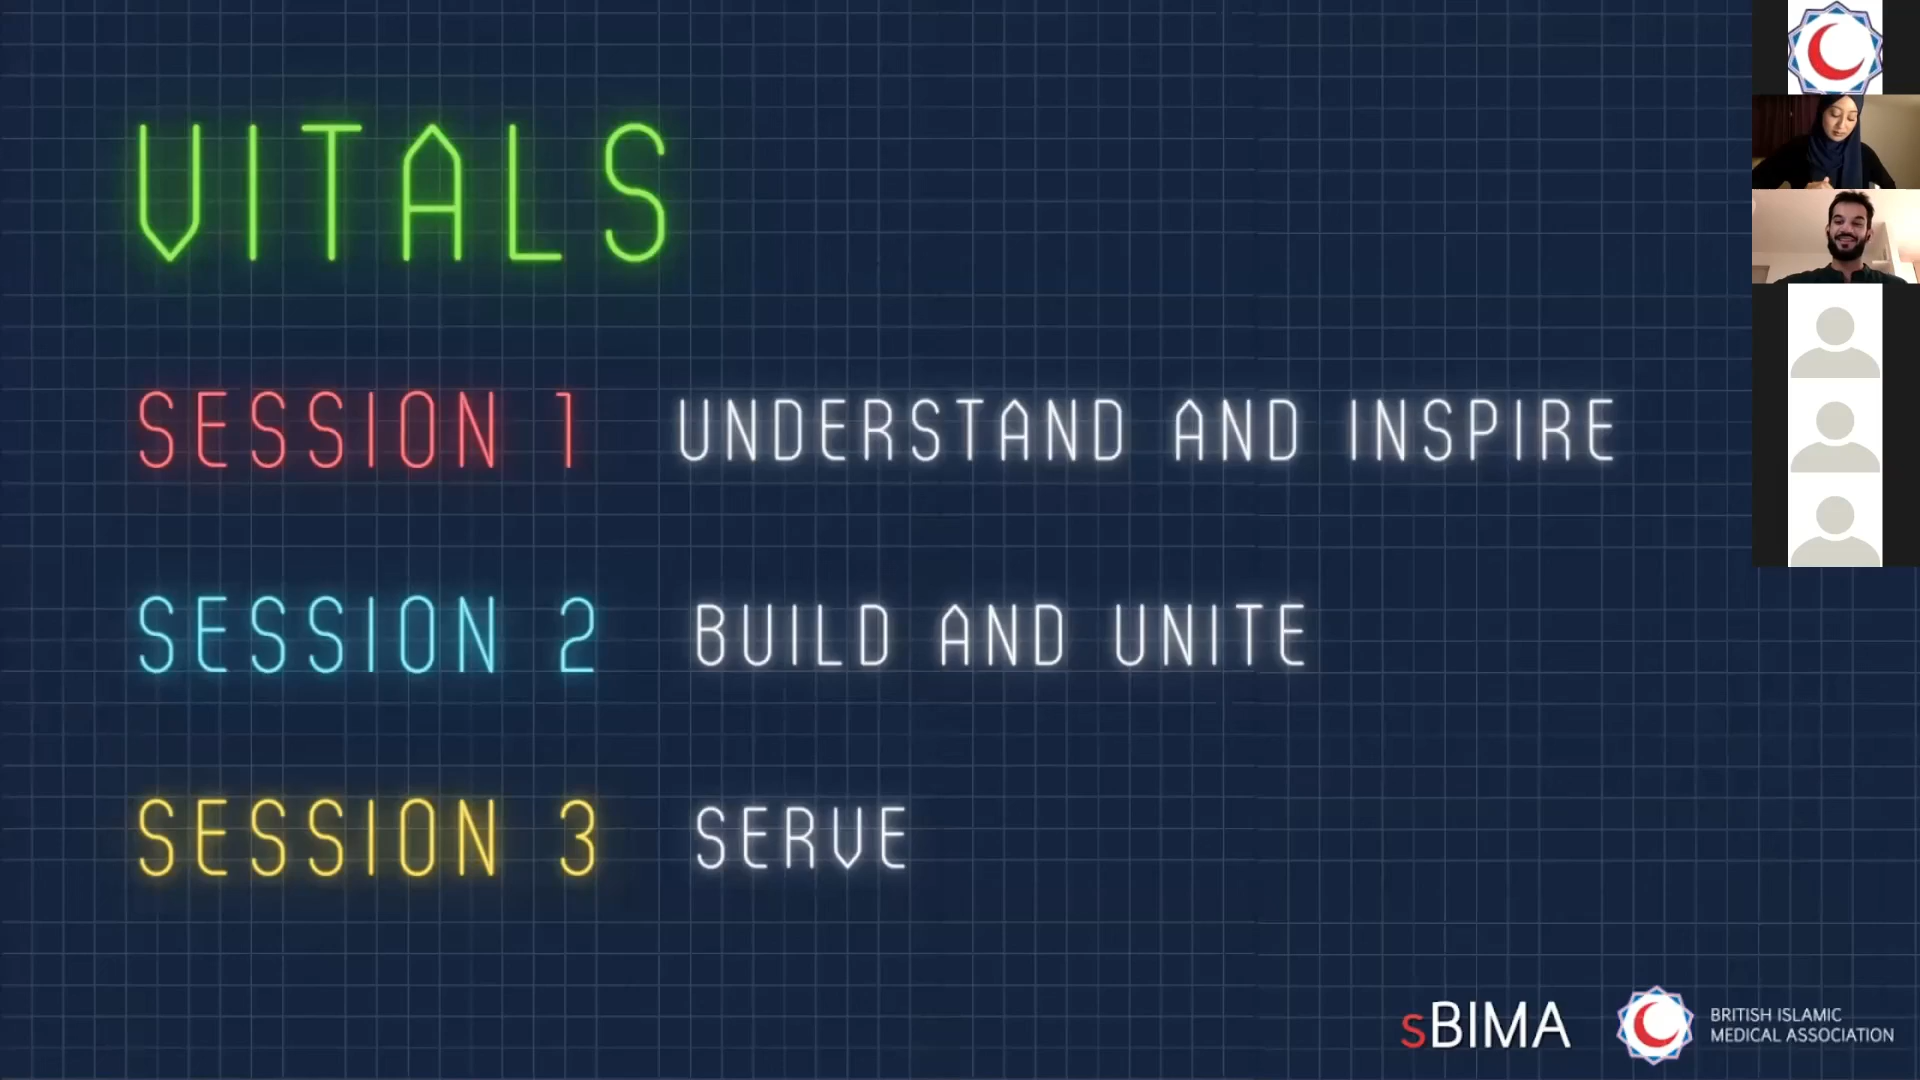 VITALS
SESSION 1 UNDERSTAND AND INSPIRE
SESSION 2 BUILD AND UNITE
SESSION 3 SERVE
sBIMA
BRITISH ISLAMIC
MEDICAL ASSOCIATION